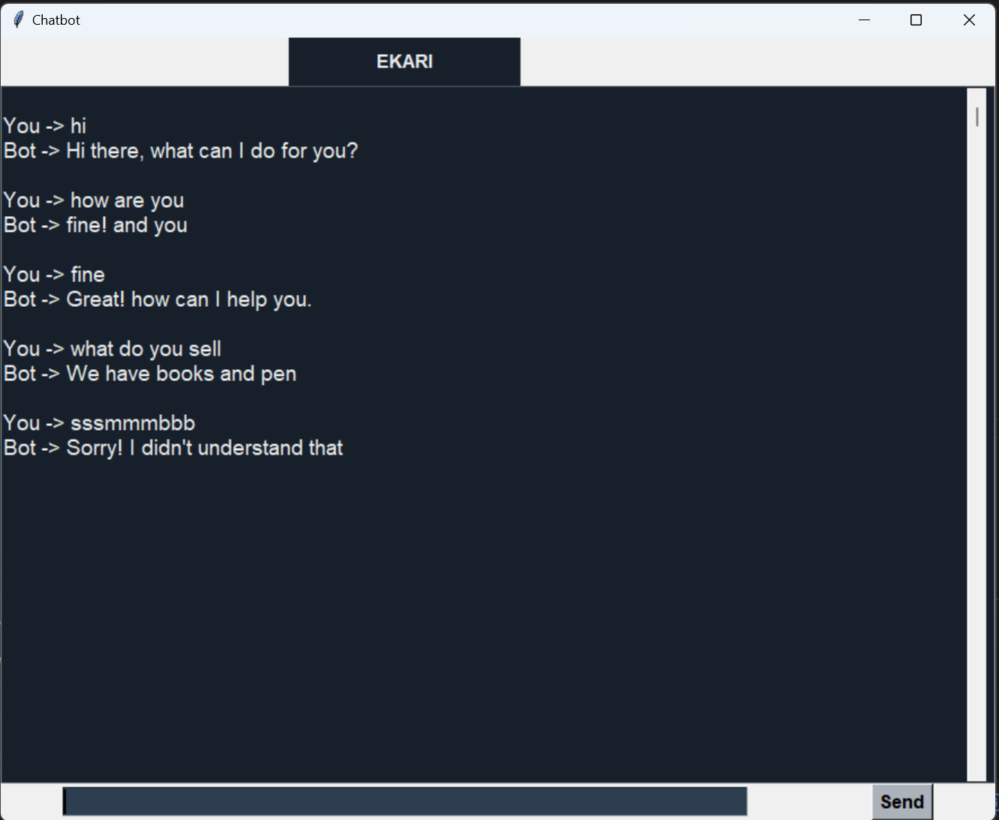 Chatbot
EKARI
You -> hi
Bot -> Hi there, what can I do for you?
You -> how are you
Bot -> fine! and you
You -> fine
Bot -> Great! how can I help you.
You -> what do you sell
Bot -> We have books and pen
You -> sssmmmbbb
Bot -> Sorry! I didn't understand that
Send